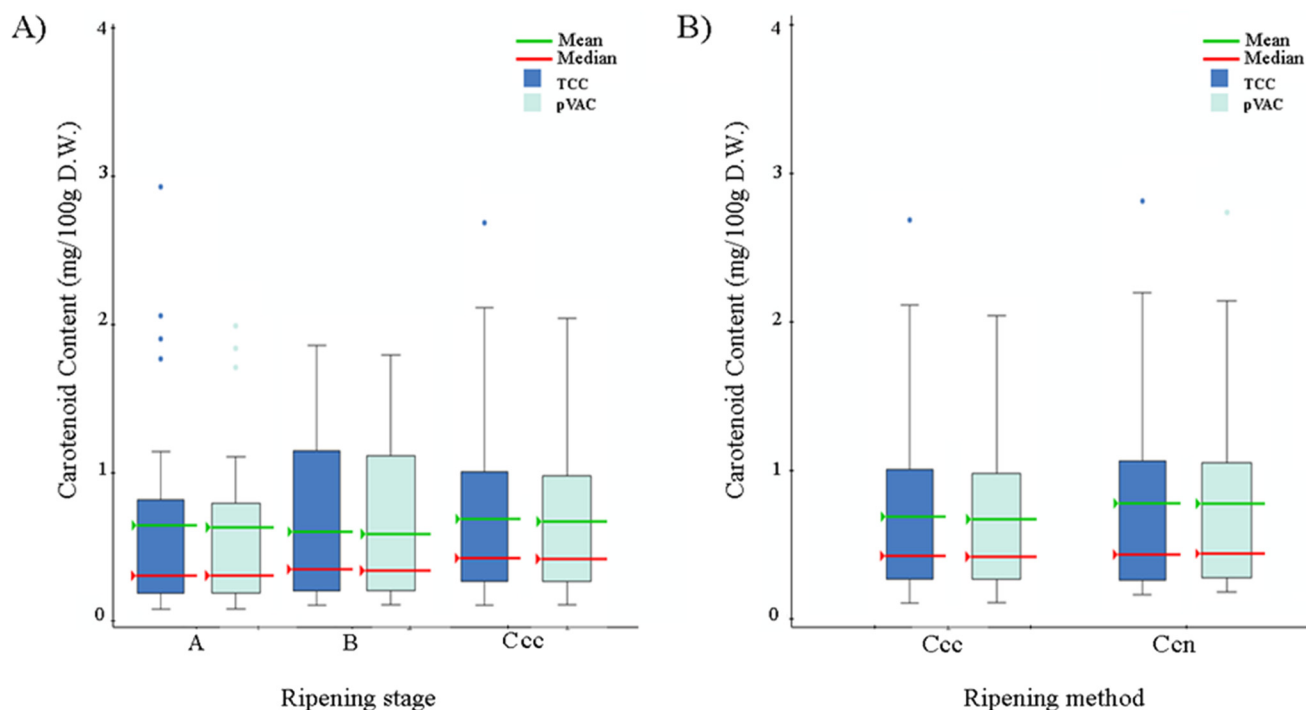 A)
4
3
2
1
0
Carotenoid Content (mg/100g D.W.)
Mean
Median
TCC
pVAC
A
B
Ccc
Ripening stage
B)
4
3
2
1
0
Carotenoid Content (mg/100g D.W.)
Mean
Median
TCC
pVAC
Ccc
Ccn
Ripening method